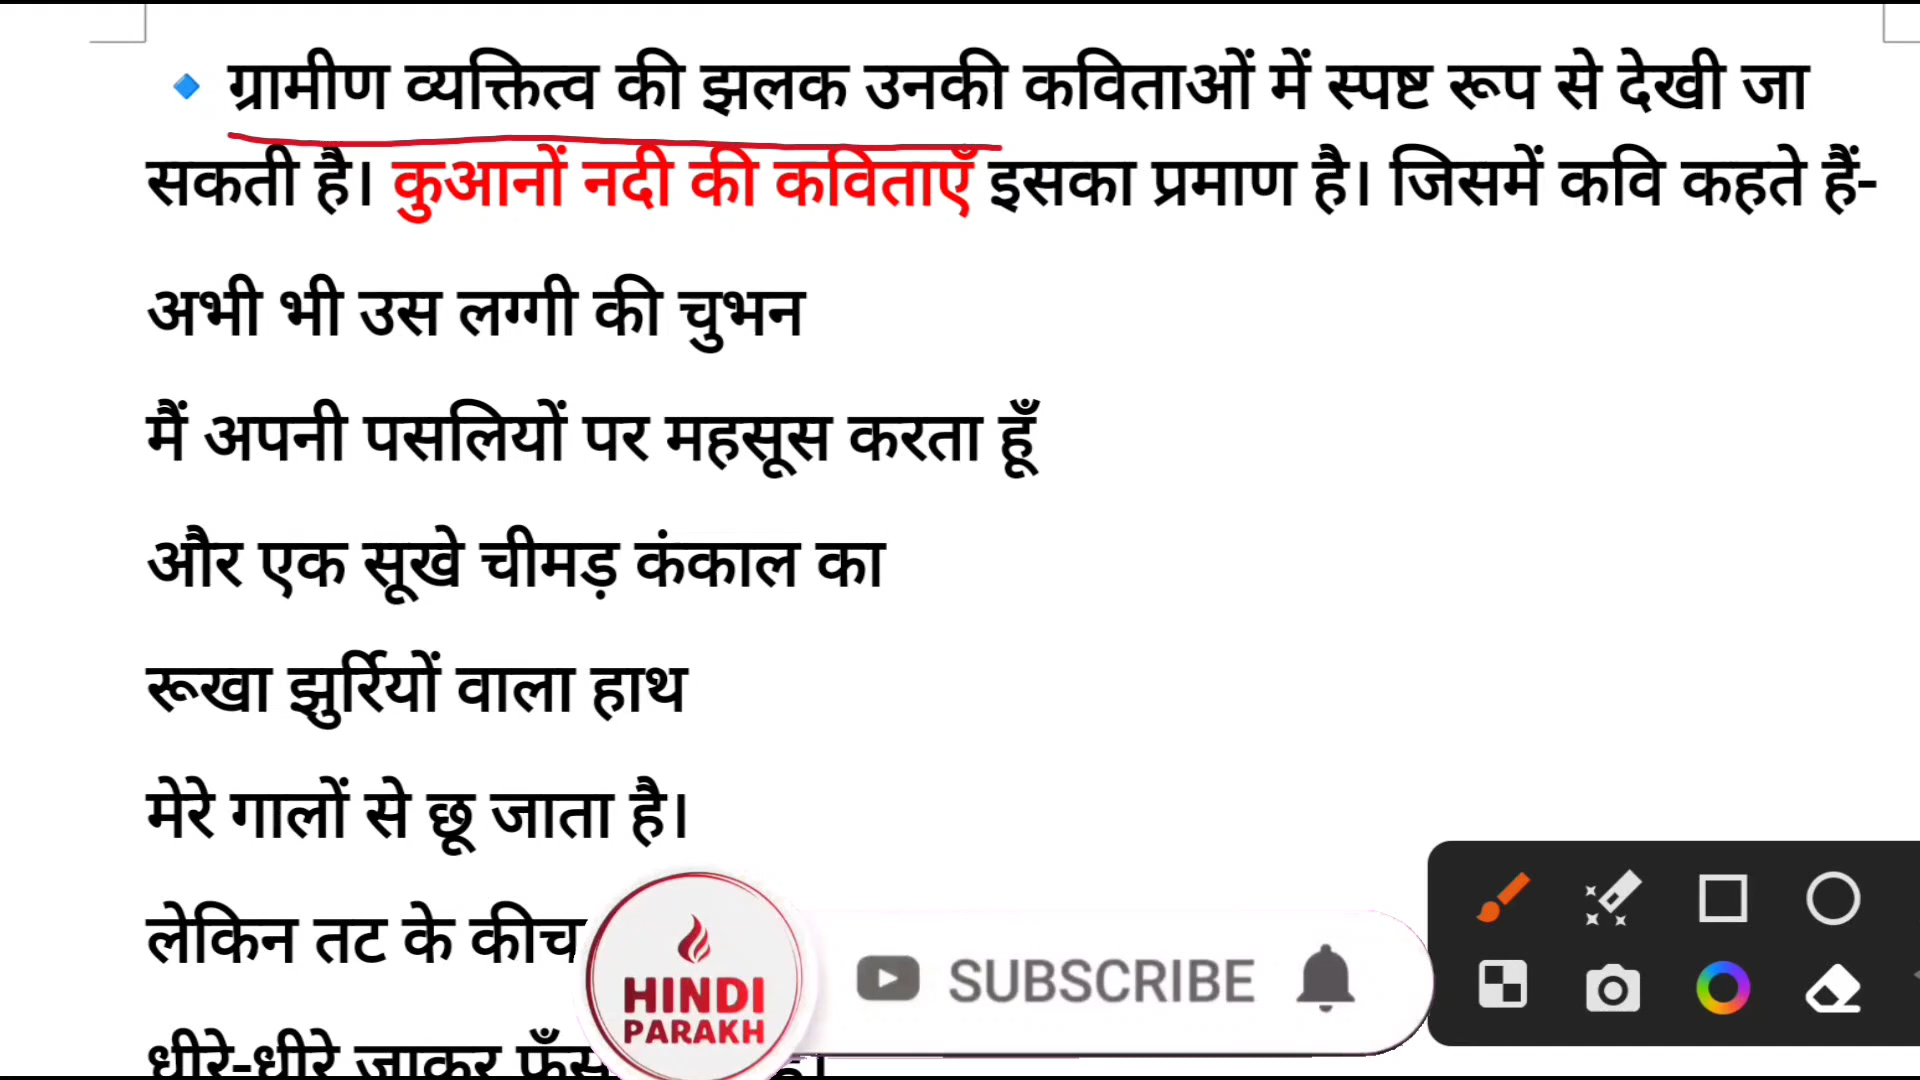 ग्रामीण व्यक्तित्व की झलक उनकी कविताओं में स्पष्ट रूप से देखी जा
सकती है। कुआनों नदी की कविताएँ इसका प्रमाण है। जिसमें कवि कहते हैं-
अभी भी उस लग्गी की चुभन
मैं अपनी पसलियों पर महसूस करता हूँ
और एक सूखे चीमड़ कंकाल का
रूखा झुर्रियों वाला हाथ
मेरे गालों से छू जाता है।
लेकिन तट के
धीरे-धीरे जाकर
HINDI
PARAKH
SUBSCRIBE